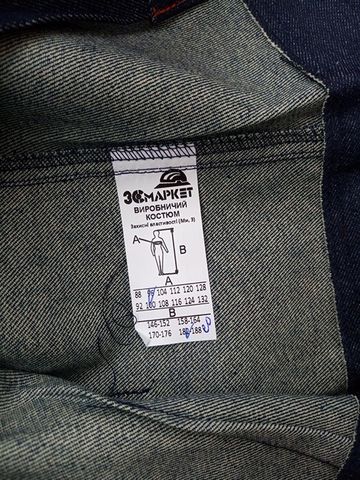 ЗСМАРКЕТ
ВИРОБНИЧИЙ
КОСТЮМ
Захисні властивості (Ми, З)
A
B
A
88 96 104 112 120 128
92 100 108 116 124 132
B
146-152 158-164
170-176 182-188